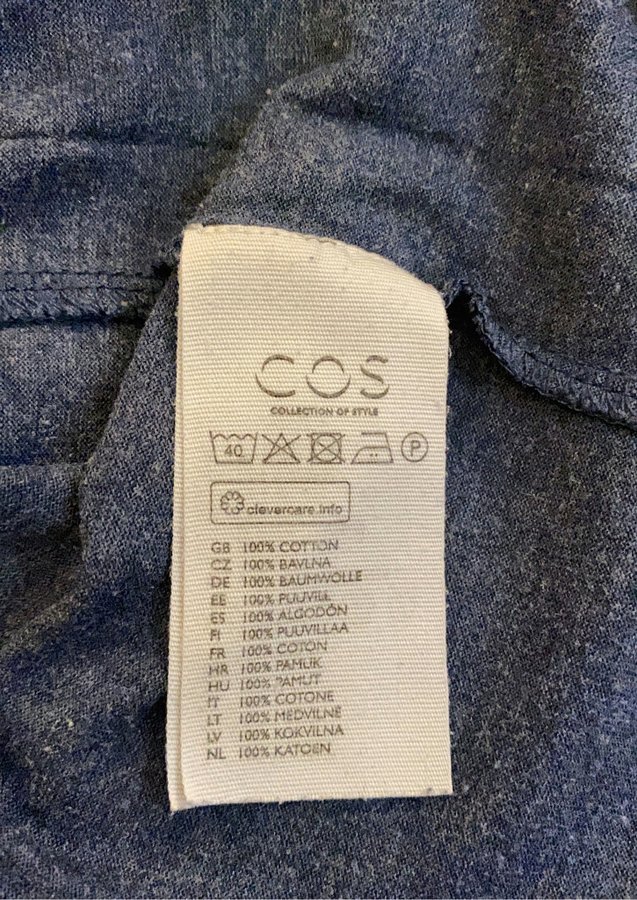 COS
COLLECTION OF STYLE
40 P
clevercare.info
GB 100% COTTON
CZ 100% BAVLNA
DE 100% BAUMWOLLE
EE 100% PUUVILL
ES 100% ALGODÓN
FI 100% PUUVILLAA
FR 100% COTON
HR 100% PAMUK
HU 100% PAMUT
IT 100% COTONE
LT 100% MEDVILNĖ
LV 100% KOKVILNA
NL 100% KATOEN